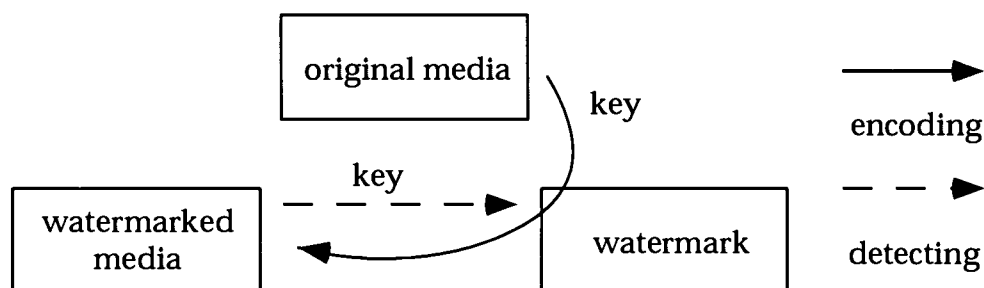 original media
key
encoding
key
watermarked
media
watermark
detecting